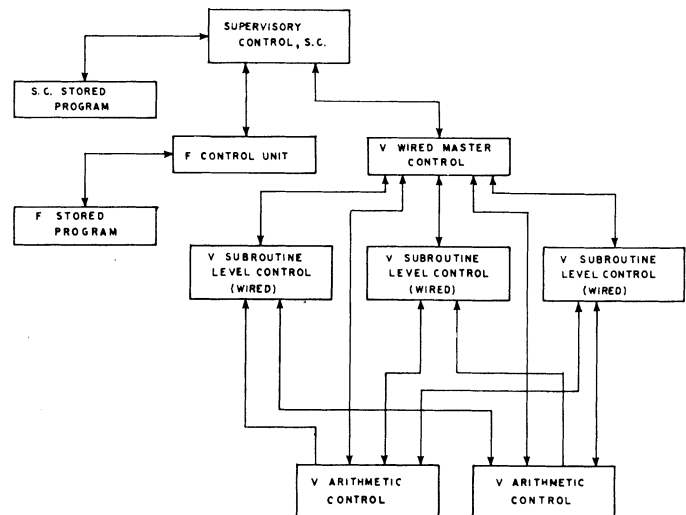 SUPERVISORY
CONTROL, S.C.
S.C. STORED
PROGRAM
F CONTROL UNIT
V WIRED MASTER
CONTROL
F STORED
PROGRAM
V SUBROUTINE
LEVEL CONTROL
(WIRED)
V SUBROUTINE
LEVEL CONTROL
(WIRED)
V SUBROUTINE
LEVEL CONTROL
(WIRED)
V ARITHMETIC
CONTROL
V ARITHMETIC
CONTROL